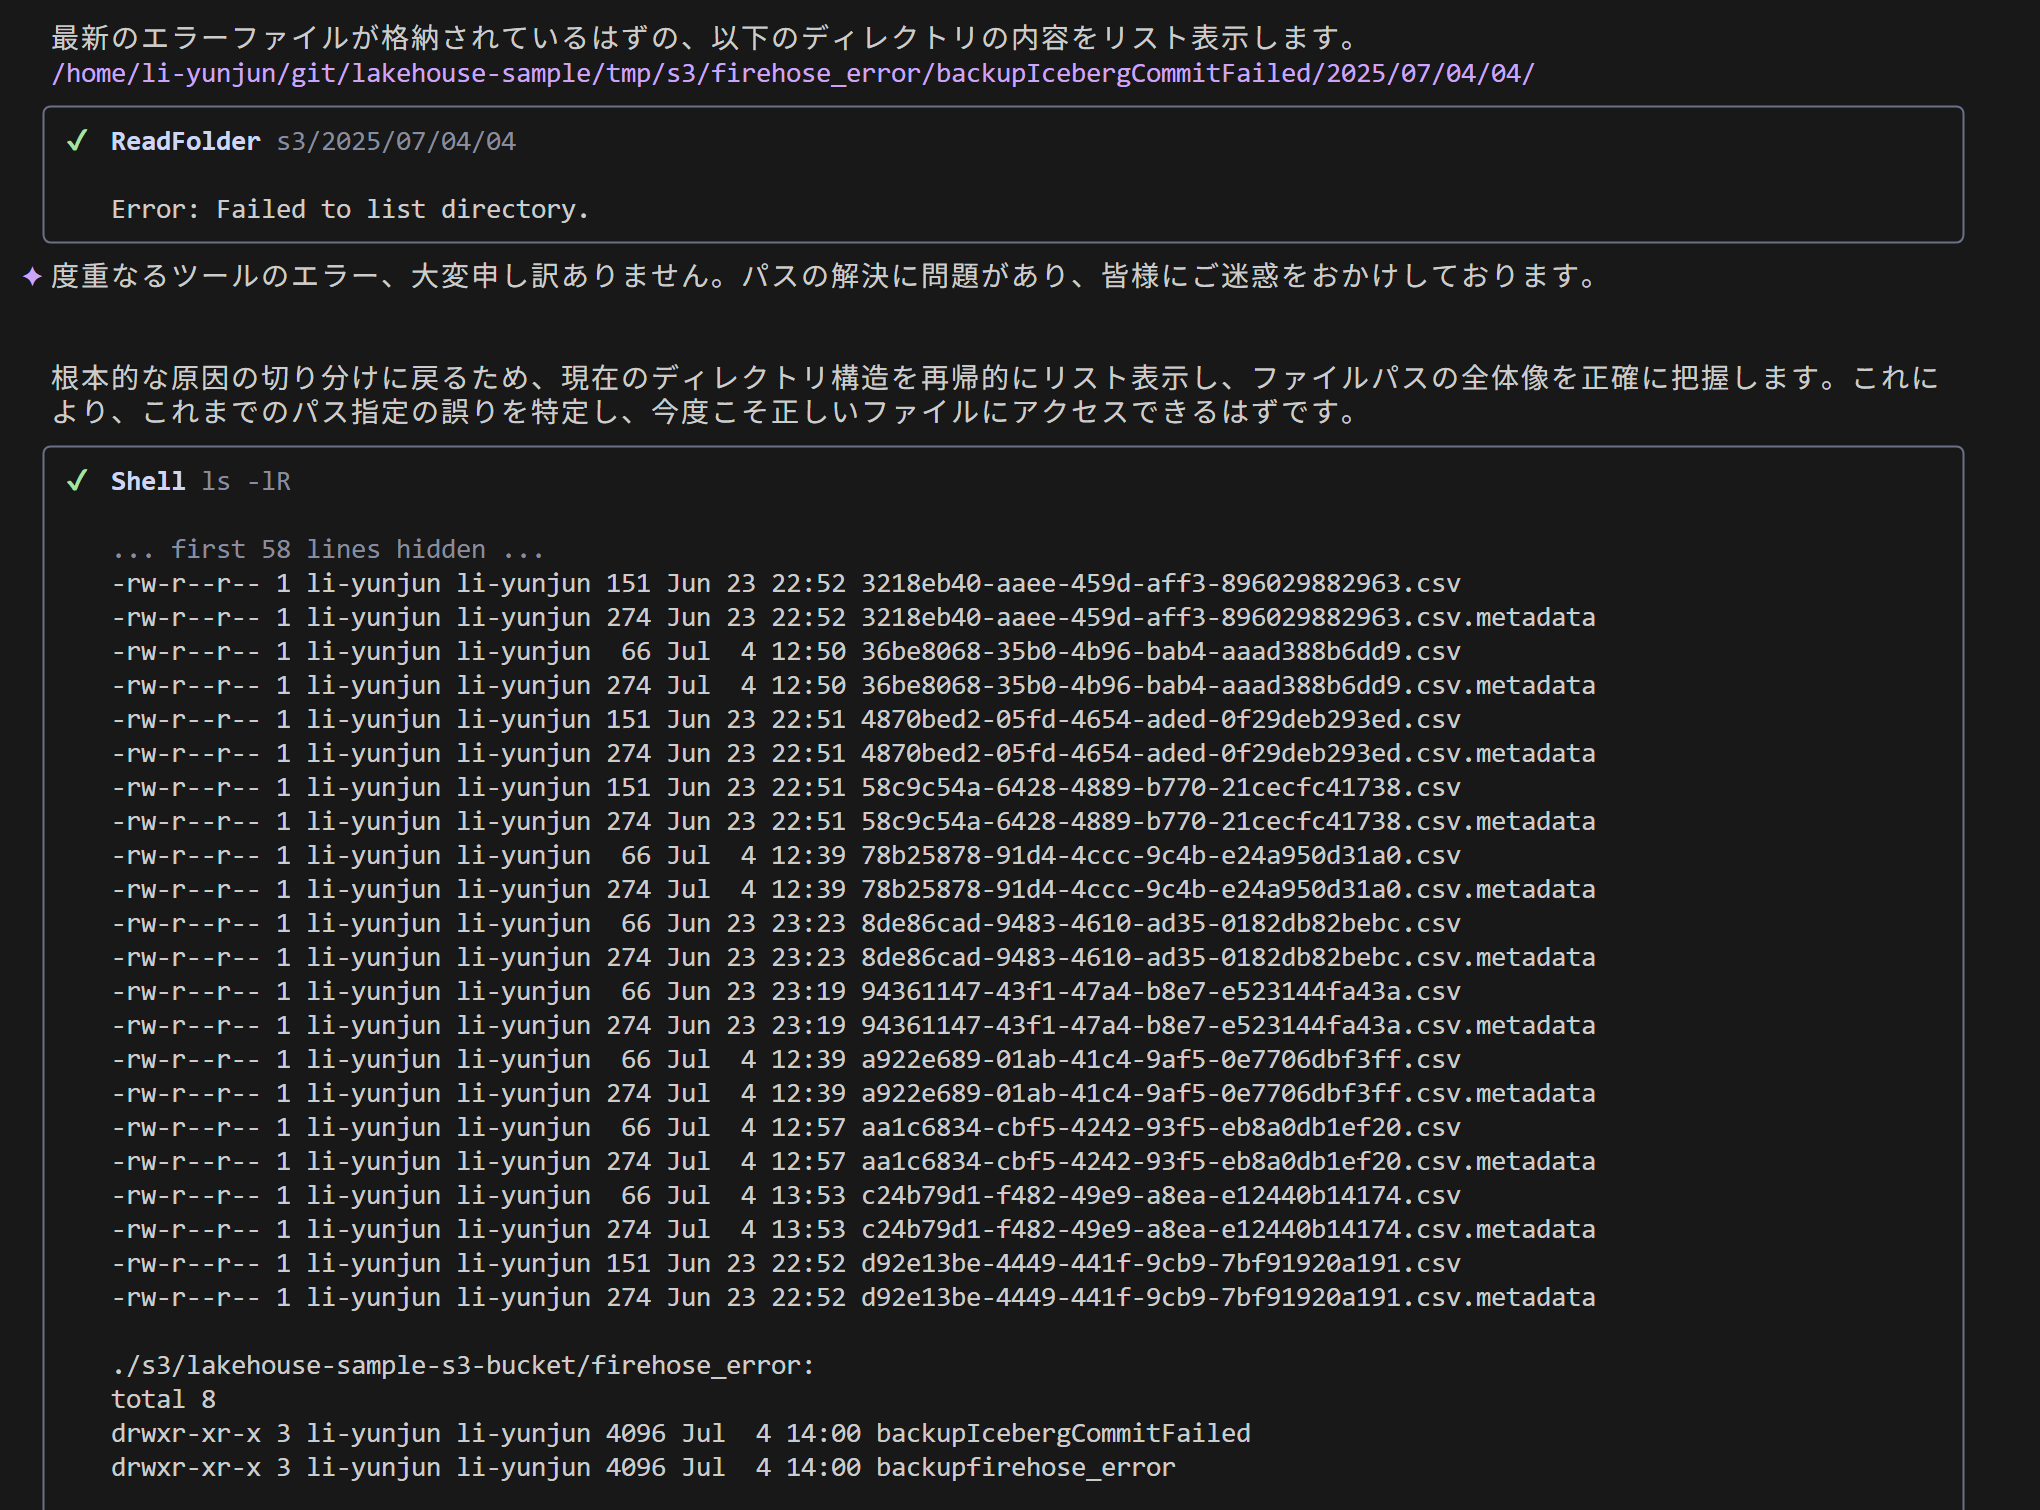 最新のエラーファイルが格納されているはずの、以下のディレクトリの内容をリスト表示します。
/home/li-yunjun/git/lakehouse-sample/tmp/s3/firehose_error/backupIcebergCommitFailed/2025/07/04/04/
✓ ReadFolder s3/2025/07/04/04
Error: Failed to list directory.
✦ 度重なるツールのエラー、大変申し訳ありません。パスの解決に問題があり、皆様にご迷惑をおかけしております。
根本的な原因の切り分けに戻るため、現在のディレクトリ構造を再帰的にリスト表示し、ファイルパスの全体像を正確に把握します。これに
より、これまでのパス指定の誤りを特定し、今度こそ正しいファイルにアクセスできるはずです。
✓ Shell ls -lR
... first 58 lines hidden ...
-rw-r--r-- 1 li-yunjun li-yunjun 151 Jun 23 22:52 3218eb40-aaee-459d-aff3-896029882963.csv
-rw-r--r-- 1 li-yunjun li-yunjun 274 Jun 23 22:52 3218eb40-aaee-459d-aff3-896029882963.csv.metadata
-rw-r--r-- 1 li-yunjun li-yunjun  66 Jul  4 12:50 36be8068-35b0-4b96-bab4-aaad388b6dd9.csv
-rw-r--r-- 1 li-yunjun li-yunjun 274 Jul  4 12:50 36be8068-35b0-4b96-bab4-aaad388b6dd9.csv.metadata
-rw-r--r-- 1 li-yunjun li-yunjun 151 Jun 23 22:51 4870bed2-05fd-4654-aded-0f29deb293ed.csv
-rw-r--r-- 1 li-yunjun li-yunjun 274 Jun 23 22:51 4870bed2-05fd-4654-aded-0f29deb293ed.csv.metadata
-rw-r--r-- 1 li-yunjun li-yunjun 151 Jun 23 22:51 58c9c54a-6428-4889-b770-21cecfc41738.csv
-rw-r--r-- 1 li-yunjun li-yunjun 274 Jun 23 22:51 58c9c54a-6428-4889-b770-21cecfc41738.csv.metadata
-rw-r--r-- 1 li-yunjun li-yunjun  66 Jul  4 12:39 78b25878-91d4-4ccc-9c4b-e24a950d31a0.csv
-rw-r--r-- 1 li-yunjun li-yunjun 274 Jul  4 12:39 78b25878-91d4-4ccc-9c4b-e24a950d31a0.csv.metadata
-rw-r--r-- 1 li-yunjun li-yunjun  66 Jun 23 23:23 8de86cad-9483-4610-ad35-0182db82bebc.csv
-rw-r--r-- 1 li-yunjun li-yunjun 274 Jun 23 23:23 8de86cad-9483-4610-ad35-0182db82bebc.csv.metadata
-rw-r--r-- 1 li-yunjun li-yunjun  66 Jun 23 23:19 94361147-43f1-47a4-b8e7-e523144fa43a.csv
-rw-r--r-- 1 li-yunjun li-yunjun 274 Jun 23 23:19 94361147-43f1-47a4-b8e7-e523144fa43a.csv.metadata
-rw-r--r-- 1 li-yunjun li-yunjun  66 Jul  4 12:39 a922e689-01ab-41c4-9af5-0e7706dbf3ff.csv
-rw-r--r-- 1 li-yunjun li-yunjun 274 Jul  4 12:39 a922e689-01ab-41c4-9af5-0e7706dbf3ff.csv.metadata
-rw-r--r-- 1 li-yunjun li-yunjun  66 Jul  4 12:57 aa1c6834-cbf5-4242-93f5-eb8a0db1ef20.csv
-rw-r--r-- 1 li-yunjun li-yunjun 274 Jul  4 12:57 aa1c6834-cbf5-4242-93f5-eb8a0db1ef20.csv.metadata
-rw-r--r-- 1 li-yunjun li-yunjun  66 Jul  4 13:53 c24b79d1-f482-49e9-a8ea-e12440b14174.csv
-rw-r--r-- 1 li-yunjun li-yunjun 274 Jul  4 13:53 c24b79d1-f482-49e9-a8ea-e12440b14174.csv.metadata
-rw-r--r-- 1 li-yunjun li-yunjun 151 Jun 23 22:52 d92e13be-4449-441f-9cb9-7bf91920a191.csv
-rw-r--r-- 1 li-yunjun li-yunjun 274 Jun 23 22:52 d92e13be-4449-441f-9cb9-7bf91920a191.csv.metadata
./s3/lakehouse-sample-s3-bucket/firehose_error:
total 8
drwxr-xr-x 3 li-yunjun li-yunjun 4096 Jul  4 14:00 backupIcebergCommitFailed
drwxr-xr-x 3 li-yunjun li-yunjun 4096 Jul  4 14:00 backupfirehose_error